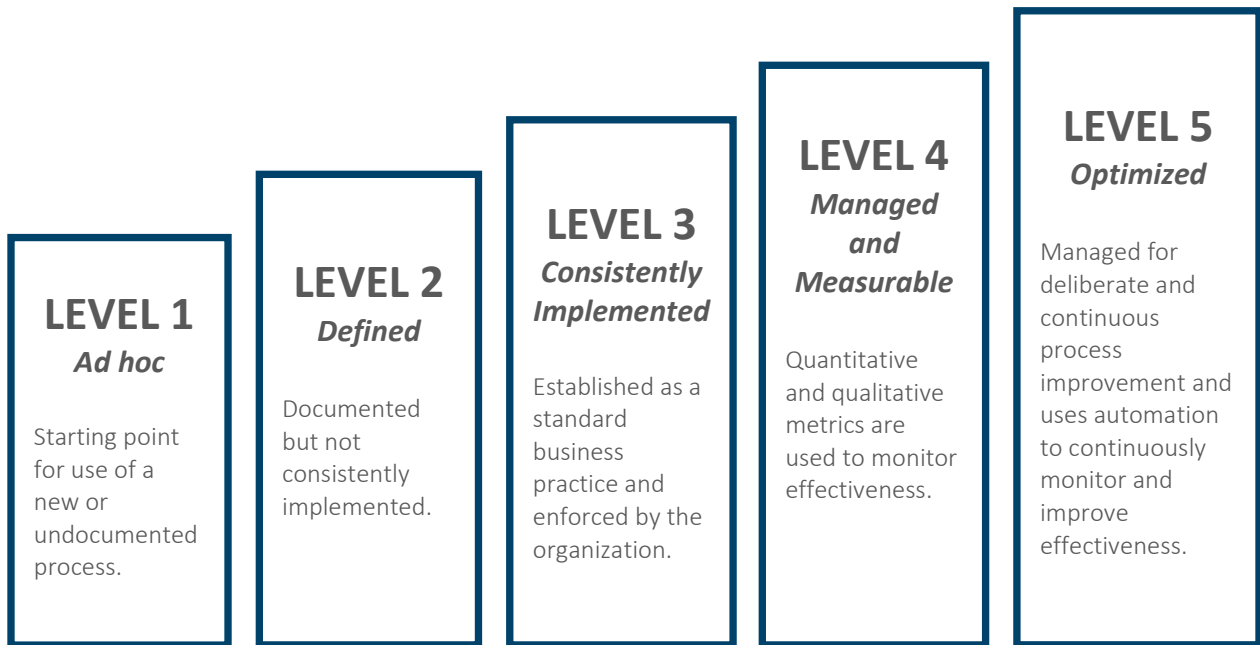 LEVEL 1
Ad hoc
Starting point
for use of a
new or
undocumented
process.
LEVEL 2
Defined
Documented
but not
consistently
implemented.
LEVEL 3
Consistently
Implemented
Established as a
standard
business
practice and
enforced by the
organization.
LEVEL 4
Managed
and
Measurable
Quantitative
and qualitative
metrics are
used to monitor
effectiveness.
LEVEL 5
Optimized
Managed for
deliberate and
continuous
process
improvement and
uses automation
to continuously
monitor and
improve
effectiveness.